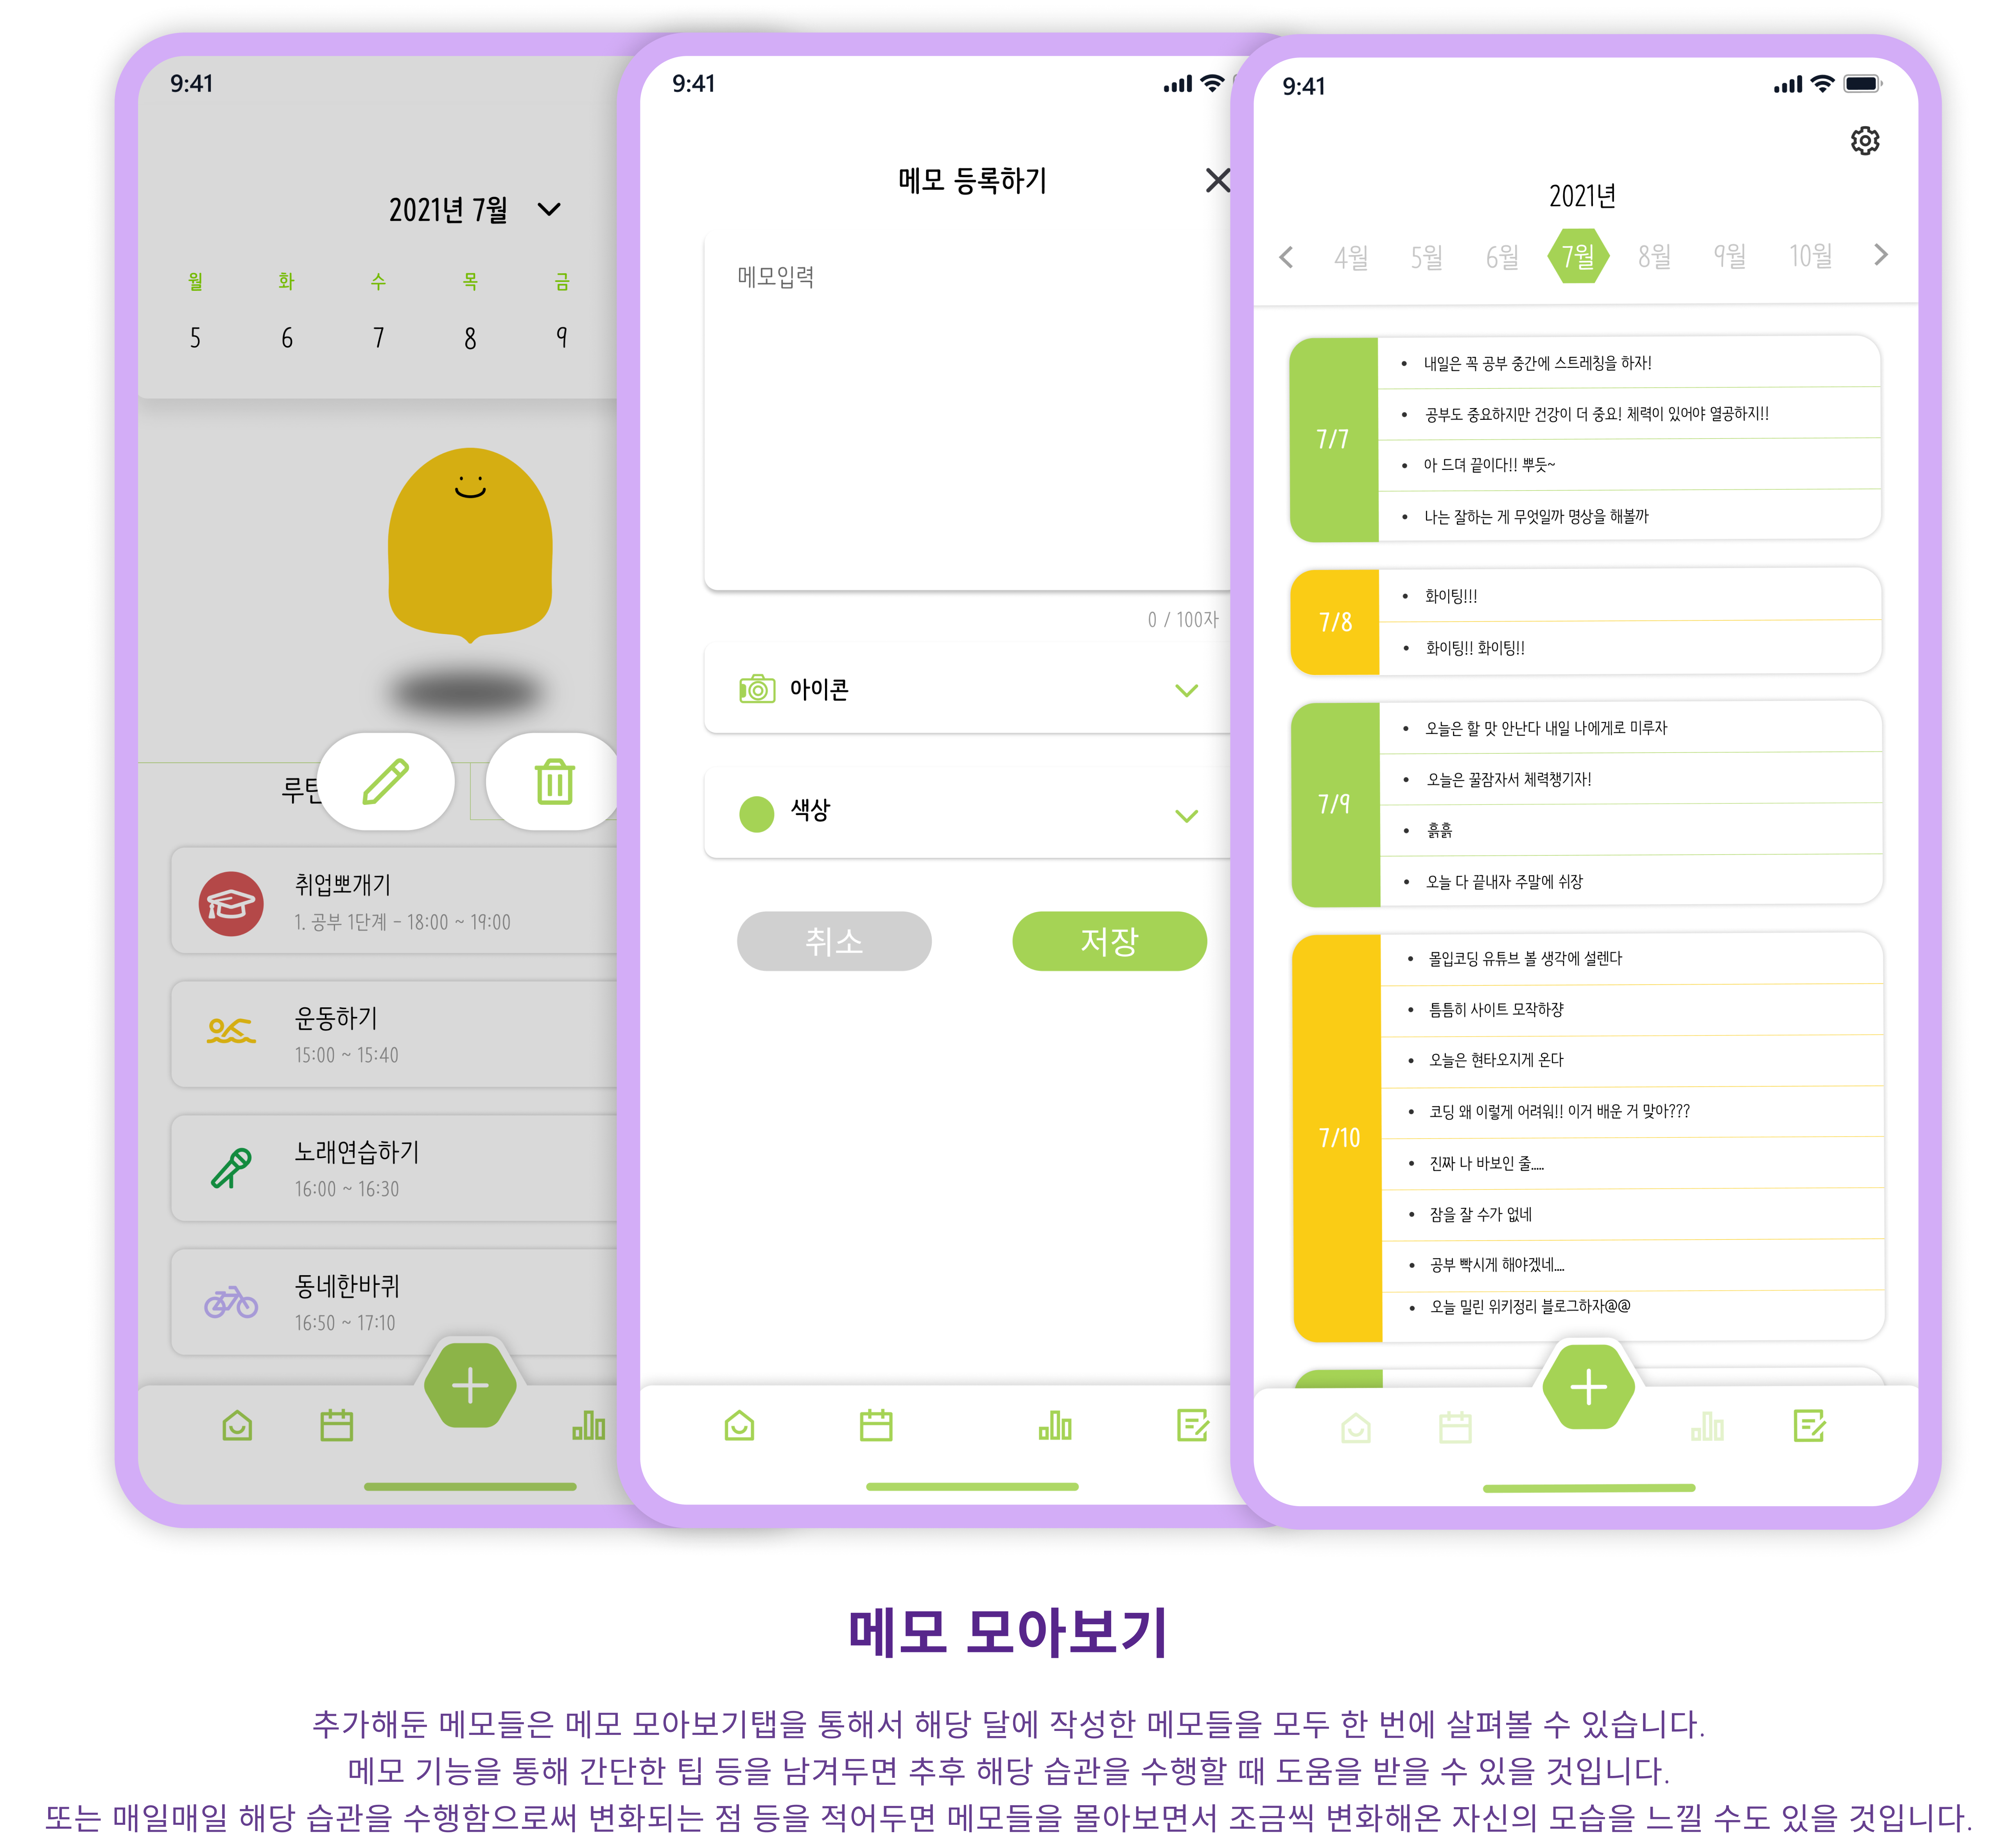 9:41
2021년 7월
월 화 수 목 금
5 6 7 8 9
취업뽀개기
1. 공부 1단계 - 18:00 ~ 19:00
운동하기
15:00 ~ 15:40
노래연습하기
16:00 ~ 16:30
동네한바퀴
16:50 ~ 17:10
9:41
메모 등록하기
메모입력
0 / 100자
아이콘
색상
취소 저장
9:41
2021년
4월 5월 6월 7월 8월 9월 10월
7/7
• 내일은 꼭 공부 중간에 스트레칭을 하자!
• 공부도 중요하지만 건강이 더 중요! 체력이 있어야 열공하지!!
• 아 드뎌 끝이다!! 뿌듯~
• 나는 잘하는 게 무엇일까 명상을 해볼까
7/8
• 화이팅!!!
• 화이팅!! 화이팅!!
7/9
• 오늘은 할 맛 안난다 내일 나에게로 미루자
• 오늘은 꿀잠자서 체력챙기자!
• 흙흙
• 오늘 다 끝내자 주말에 쉬장
7/10
• 몰입코딩 유튜브 볼 생각에 설렌다
• 틈틈히 사이트 모작하쟝
• 오늘은 현타오지게 온다
• 코딩 왜 이렇게 어려워!! 이거 배운 거 맞아???
• 진짜 나 바보인 줄.....
• 잠을 잘 수가 없네
• 공부 빡시게 해야겠네....
• 오늘 밀린 위키정리 블로그하자@@
메모 모아보기
추가해둔 메모들은 메모 모아보기탭을 통해서 해당 달에 작성한 메모들을 모두 한 번에 살펴볼 수 있습니다.
메모 기능을 통해 간단한 팁 등을 남겨두면 추후 해당 습관을 수행할 때 도움을 받을 수 있을 것입니다.
또는 매일매일 해당 습관을 수행함으로써 변화되는 점 등을 적어두면 메모들을 몰아보면서 조금씩 변화해온 자신의 모습을 느낄 수도 있을 것입니다.